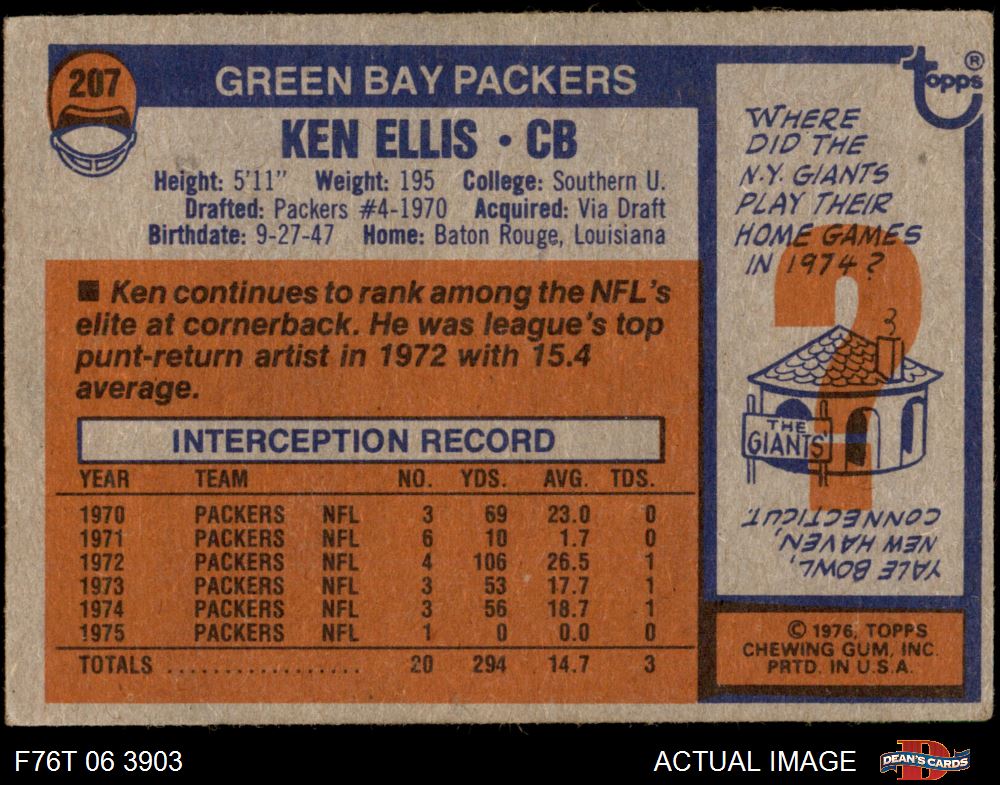 207
GREEN BAY PACKERS
KEN ELLIS • CB
Height: 5'11" Weight: 195 College: Southern U.
Drafted: Packers #4-1970 Acquired: Via Draft
Birthdate: 9-27-47 Home: Baton Rouge, Louisiana
■ Ken continues to rank among the NFL's
elite at cornerback. He was league's top
punt-return artist in 1972 with 15.4
average.
INTERCEPTION RECORD
YEAR TEAM NO. YDS. AVG. TDS.
1970 PACKERS NFL 3 69 23.0 0
1971 PACKERS NFL 6 10 1.7 0
1972 PACKERS NFL 4 106 26.5 1
1973 PACKERS NFL 3 53 17.7 1
1974 PACKERS NFL 3 56 18.7 1
1975 PACKERS NFL 1 0 0.0 0
TOTALS .................. 20 294 14.7 3
topps®
WHERE
DID THE
N.Y. GIANTS
PLAY THEIR
HOME GAMES
IN 1974?
?
THE
GIANTS'
YALE BOWL,
NEW HAVEN,
CONNECTICUT.
© 1976, TOPPS
CHEWING GUM, INC.
PRTD. IN U.S.A.
F76T 06 3903
ACTUAL IMAGE
D
DEAN'S CARDS